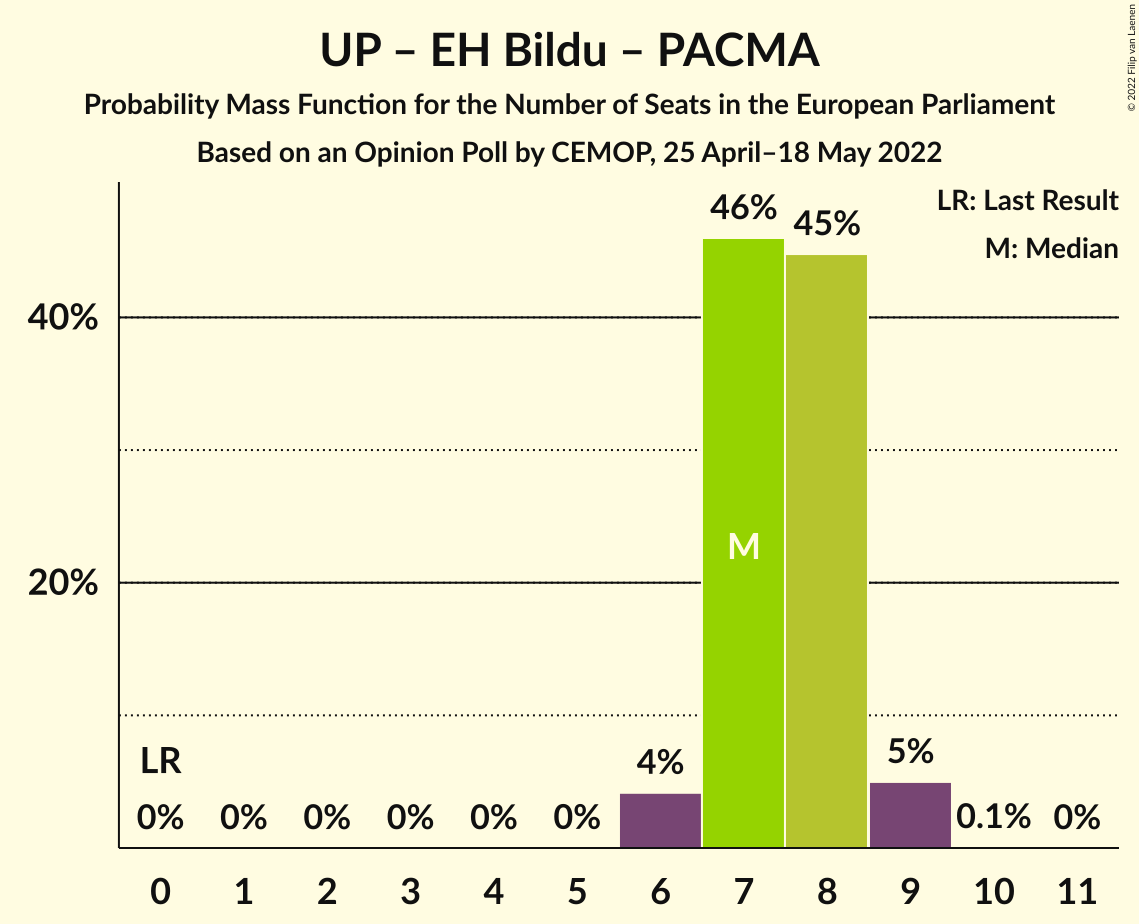 UP – EH Bildu – PACMA
Probability Mass Function for the Number of Seats in the European Parliament
Based on an Opinion Poll by CEMOP, 25 April–18 May 2022
© 2022 Filip van Laenen
LR: Last Result
M: Median
46%
45%
40%
M
20%
LR
4%
5%
0% 0% 0% 0% 0% 0% 0.1% 0%
0 1 2 3 4 5 6 7 8 9 10 11